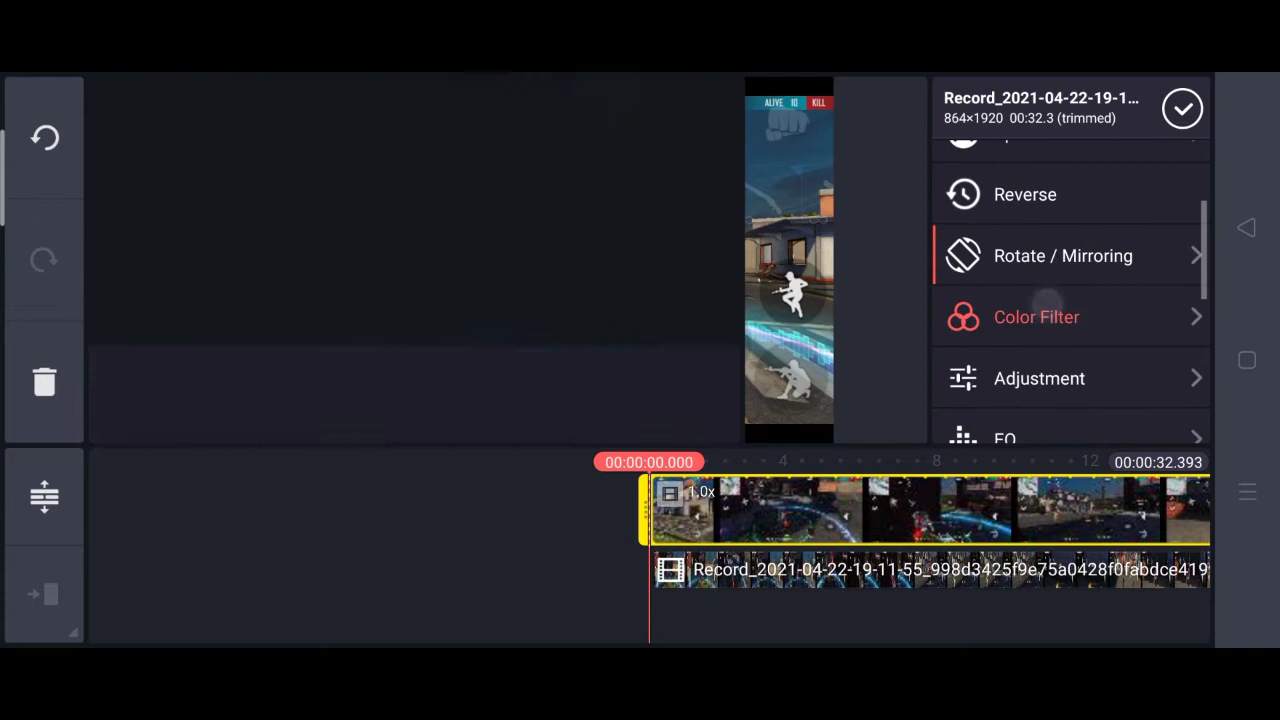 ALIVE 10 KILL
Record_2021-04-22-19-1...
864×1920 00:32.3 (trimmed)
Reverse
Rotate / Mirroring
Color Filter
Adjustment
EQ
00:00:00.000
4
8
12
00:00:32.393
1.0x
Record_2021-04-22-19-11-55_998d3425f9e75a0428f0fabdce419